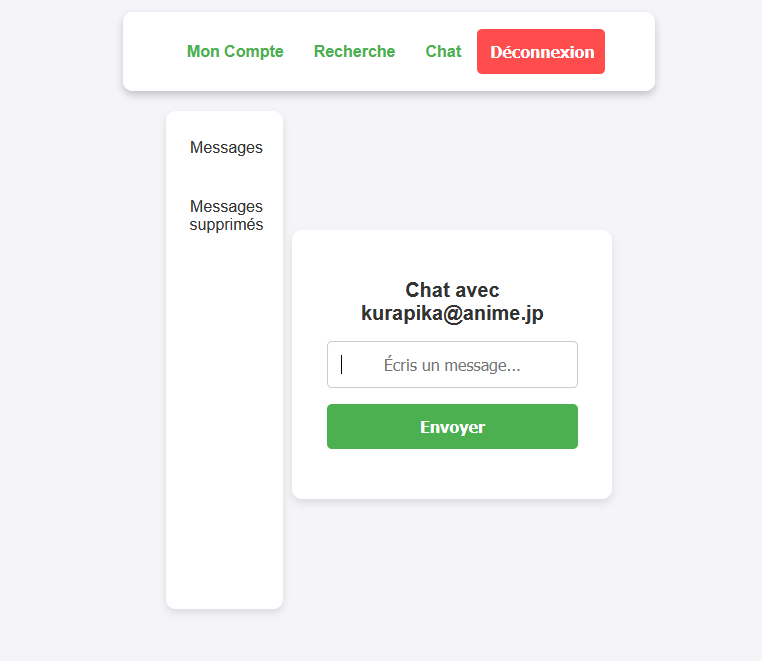 Mon Compte Recherche Chat Déconnexion
Messages
Messages
supprimés
Chat avec
kurapika@anime.jp
Écris un message...
Envoyer